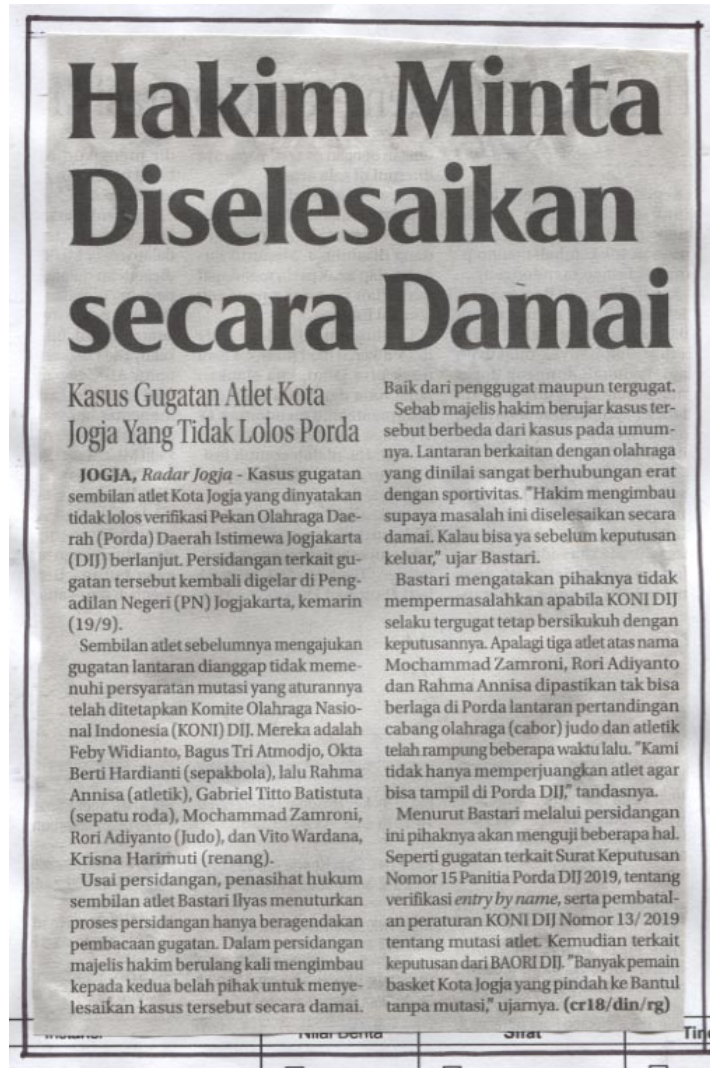 Hakim Minta
Diselesaikan
secara Damai
Kasus Gugatan Atlet Kota
Jogja Yang Tidak Lolos Porda
JOGJA, Radar Jogja - Kasus gugatan
sembilan atlet Kota Jogja yang dinyatakan
tidak lolos verifikasi Pekan Olahraga Dae-
rah (Porda) Daerah Istimewa Jogjakarta
(DIJ) berlanjut. Persidangan terkait gu-
gatan tersebut kembali digelar di Peng-
adilan Negeri (PN) Jogjakarta, kemarin
(19/9).
Sembilan atlet sebelumnya mengajukan
gugatan lantaran dianggap tidak meme-
nuhi persyaratan mutasi yang aturannya
telah ditetapkan Komite Olahraga Nasio-
nal Indonesia (KONI) DIJ. Mereka adalah
Feby Widianto, Bagus Tri Atmodjo, Okta
Berti Hardianti (sepakbola), lalu Rahma
Annisa (atletik), Gabriel Titto Batistuta
(sepatu roda), Mochammad Zamroni,
Rori Adiyanto (Judo), dan Vito Wardana,
Krisna Harimuti (renang).
Usai persidangan, penasihat hukum
sembilan atlet Bastari Ilyas menuturkan
proses persidangan hanya beragendakan
pembacaan gugatan. Dalam persidangan
majelis hakim berulang kali mengimbau
kepada kedua belah pihak untuk menye-
lesaikan kasus tersebut secara damai.
Baik dari penggugat maupun tergugat.
Sebab majelis hakim berujar kasus ter-
sebut berbeda dari kasus pada umum-
nya. Lantaran berkaitan dengan olahraga
yang dinilai sangat berhubungan erat
dengan sportivitas. "Hakim mengimbau
supaya masalah ini diselesaikan secara
damai. Kalau bisa ya sebelum keputusan
keluar," ujar Bastari.
Bastari mengatakan pihaknya tidak
mempermasalahkan apabila KONI DIJ
selaku tergugat tetap bersikukuh dengan
keputusannya. Apalagi tiga atlet atas nama
Mochammad Zamroni, Rori Adiyanto
dan Rahma Annisa dipastikan tak bisa
berlaga di Porda lantaran pertandingan
cabang olahraga (cabor) judo dan atletik
telah rampung beberapa waktu lalu. "Kami
tidak hanya memperjuangkan atlet agar
bisa tampil di Porda DIJ," tandasnya.
Menurut Bastari melalui persidangan
ini pihaknya akan menguji beberapa hal.
Seperti gugatan terkait Surat Keputusan
Nomor 15 Panitia Porda DIJ 2019, tentang
verifikasi entry by name, serta pembatal-
an peraturan KONI DIJ Nomor 13/ 2019
tentang mutasi atlet. Kemudian terkait
keputusan dari BAORI DIJ. "Banyak pemain
basket Kota Jogja yang pindah ke Bantul
tanpa mutasi," ujarnya. (cr18/din/rg)
Nilai Berita Sifat